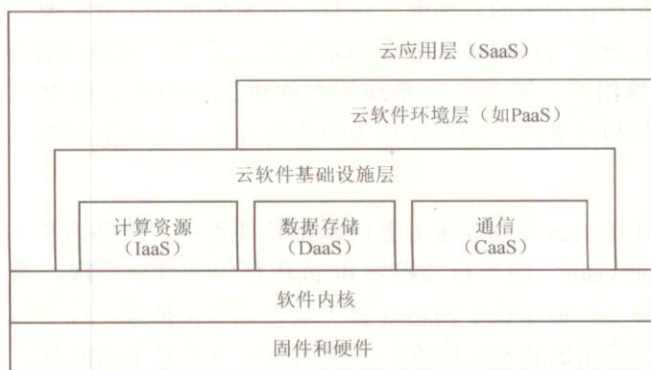 云应用层（SaaS）
云软件环境层（如PaaS）
云软件基础设施层
计算资源
（IaaS）
数据存储
（DaaS）
通信
（CaaS）
软件内核
固件和硬件